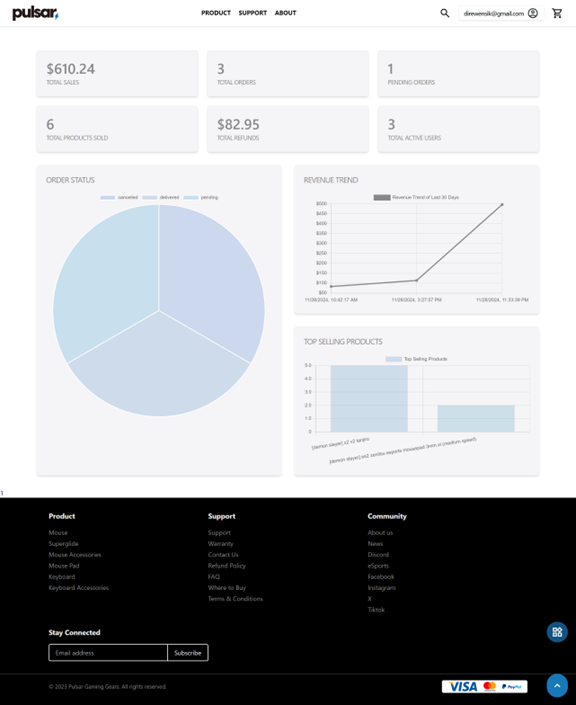 pulsar
PRODUCT SUPPORT ABOUT
direwensik@gmail.com
$610.24
TOTAL SALES
3
TOTAL ORDERS
1
PENDING ORDERS
6
TOTAL PRODUCTS SOLD
$82.95
TOTAL REFUNDS
3
TOTAL ACTIVE USERS
ORDER STATUS
cancelled delivered pending
REVENUE TREND
Revenue Trend of Last 30 Days
$500
$450
$400
$350
$300
$250
$200
$150
$100
$50
11/28/2024, 10:42:17 AM 11/28/2024, 3:27:37 PM 11/28/2024, 11:33:28 PM
TOP SELLING PRODUCTS
Top Selling Products
5.0
4.0
3.0
2.0
1.0
0
[demon slayer] x2 v2 tanjiro
[demon slayer] es2 zenitsu esports mousepad 3mm xl (medium speed)
1
Product
Mouse
Superglide
Mouse Accessories
Mouse Pad
Keyboard
Keyboard Accessories
Support
Support
Warranty
Contact Us
Refund Policy
FAQ
Where to Buy
Terms & Conditions
Community
About us
News
Discord
eSports
Facebook
Instagram
X
Tiktok
Stay Connected
Email address
Subscribe
© 2023 Pulsar Gaming Gears. All rights reserved.
VISA PayPal